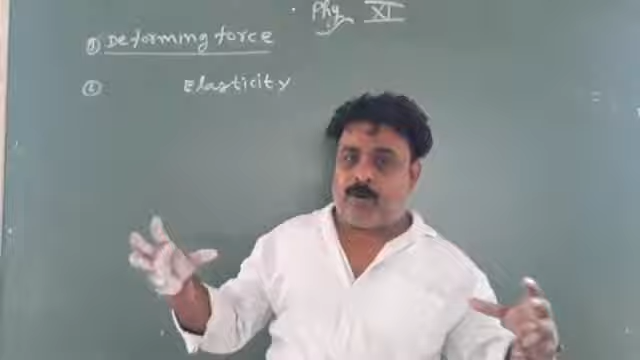 Phy XI
① Deforming force
② Elasticity